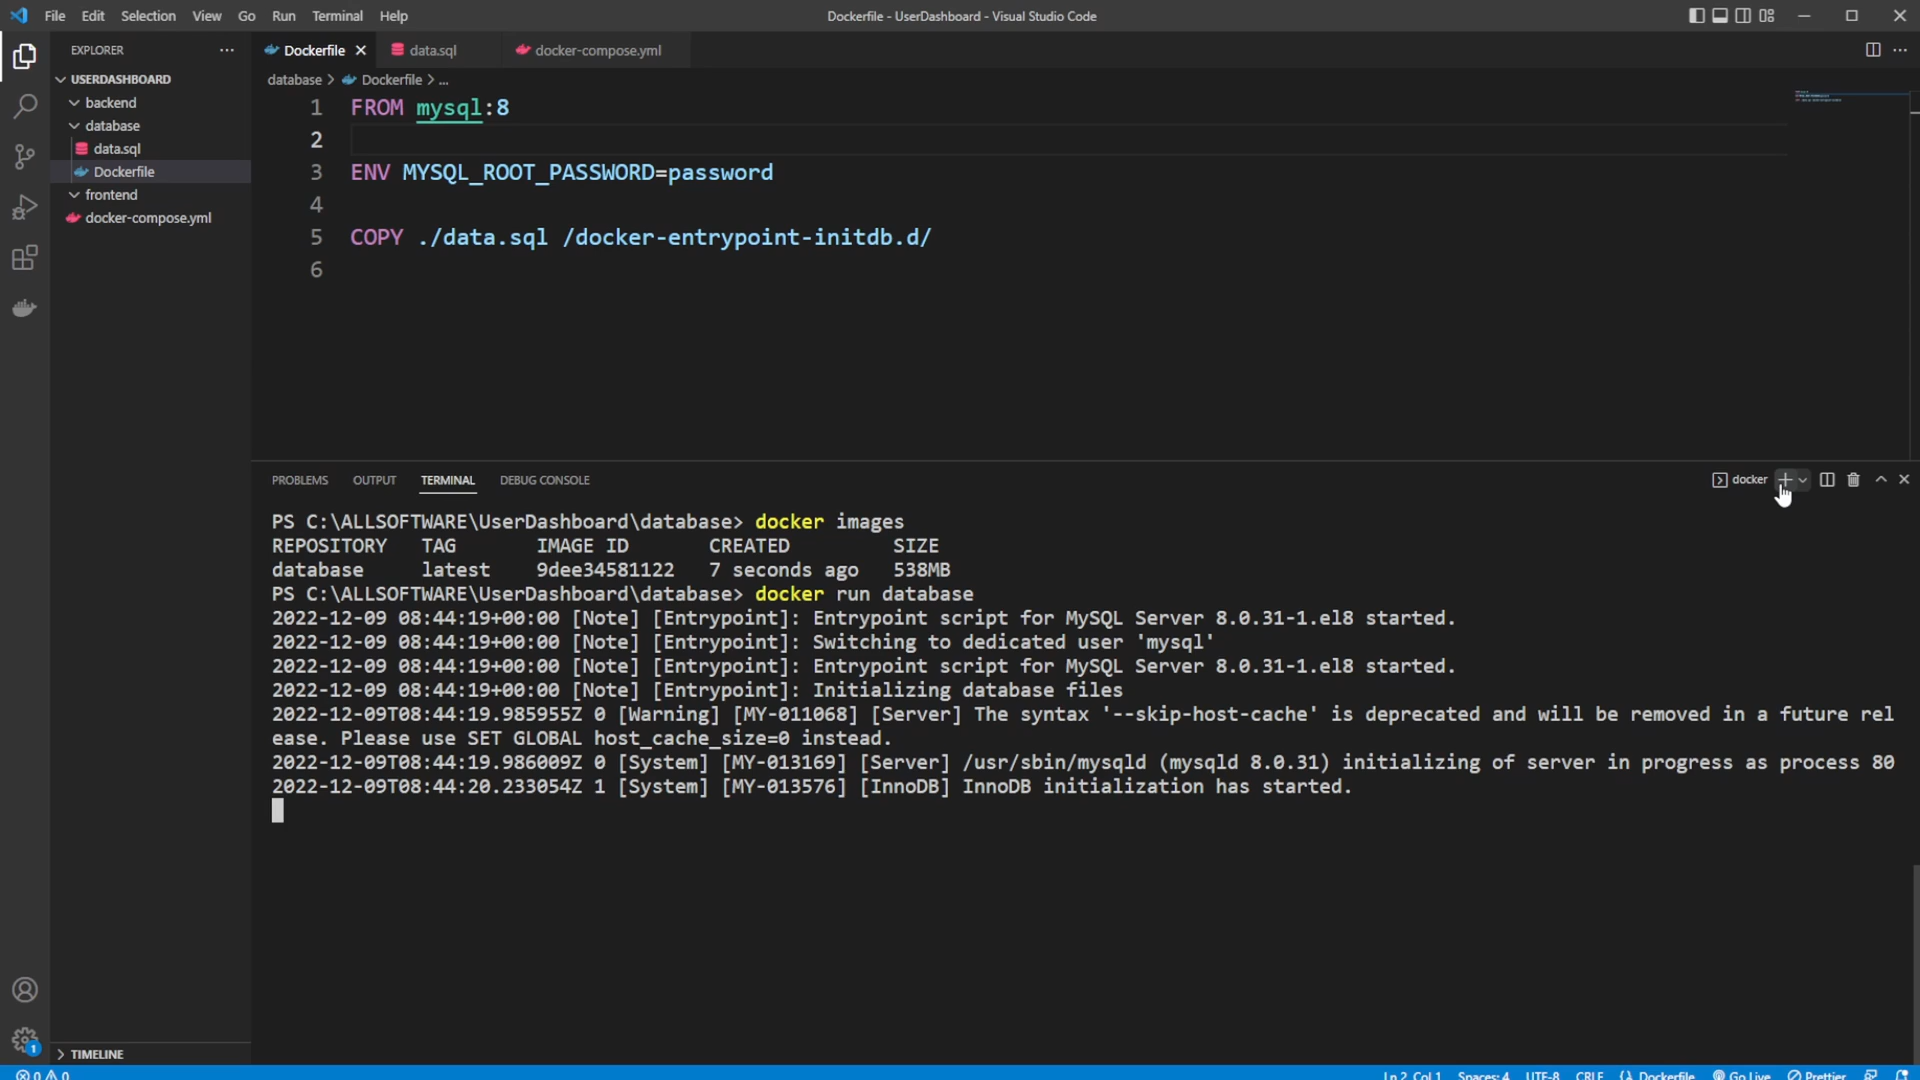 File Edit Selection View Go Run Terminal Help
Dockerfile - UserDashboard - Visual Studio Code
EXPLORER
USERDASHBOARD
backend
database
data.sql
Dockerfile
frontend
docker-compose.yml
TIMELINE
Dockerfile data.sql docker-compose.yml
database > Dockerfile > ...
1 FROM mysql:8
2
3 ENV MYSQL_ROOT_PASSWORD=password
4
5 COPY ./data.sql /docker-entrypoint-initdb.d/
6
PROBLEMS OUTPUT TERMINAL DEBUG CONSOLE
docker
PS C:\ALLSOFTWARE\UserDashboard\database> docker images
REPOSITORY TAG IMAGE ID CREATED SIZE
database latest 9dee34581122 7 seconds ago 538MB
PS C:\ALLSOFTWARE\UserDashboard\database> docker run database
2022-12-09 08:44:19+00:00 [Note] [Entrypoint]: Entrypoint script for MySQL Server 8.0.31-1.el8 started.
2022-12-09 08:44:19+00:00 [Note] [Entrypoint]: Switching to dedicated user 'mysql'
2022-12-09 08:44:19+00:00 [Note] [Entrypoint]: Entrypoint script for MySQL Server 8.0.31-1.el8 started.
2022-12-09 08:44:19+00:00 [Note] [Entrypoint]: Initializing database files
2022-12-09T08:44:19.985955Z 0 [Warning] [MY-011068] [Server] The syntax '--skip-host-cache' is deprecated and will be removed in a future rel
ease. Please use SET GLOBAL host_cache_size=0 instead.
2022-12-09T08:44:19.986009Z 0 [System] [MY-013169] [Server] /usr/sbin/mysqld (mysqld 8.0.31) initializing of server in progress as process 80
2022-12-09T08:44:20.233054Z 1 [System] [MY-013576] [InnoDB] InnoDB initialization has started.
1
0 0
Ln 2, Col 1 Spaces: 4 UTF-8 CRLF Dockerfile Go Live Prettier